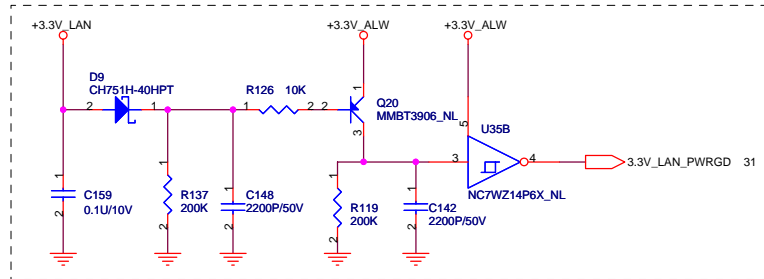 +3.3V_LAN
+3.3V_ALW
+3.3V_ALW
D9
CH751H-40HPT
2
1
R126 10K
1
2
2
1
Q20
MMBT3906_NL
3
5
U35B
3
4
3.3V_LAN_PWRGD 31
NC7WZ14P6X_NL
1
C159
0.1U/10V
2
1
R137
200K
2
1
C148
2200P/50V
2
1
R119
200K
2
1
C142
2200P/50V
2